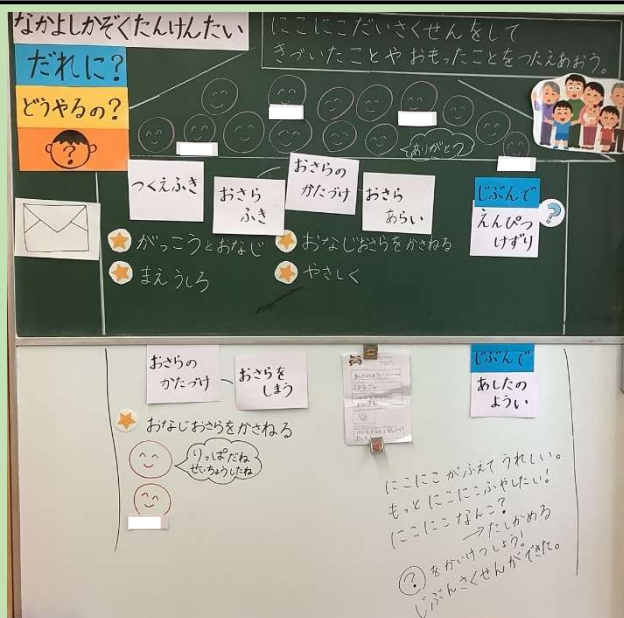 なかよしかぞくたんけんたい
にこにこだいさくせんをして
きづいたことや おもったことをつたえあおう。
だれに?
どうやるの?
?
ありがとう
つくえふき
おさら
ふき
おさらの
かたづけ
おさら
あらい
じぶんで
えんぴつ
けずり
?
がっこうとおなじ
まえうしろ
おなじおさらをかさねる
やさしく
おさらの
かたづけ
おさらを
しまう
じぶんで
あしたの
ようい
おなじおさらをかさねる
りっぱだね
せいちょうしたね
にこにこがふえて うれしい。
もっと にこにこふやしたい!
にこにこなんこ?
→たしかめる
?をかいけつしよう!
じぶんさくせんができた。